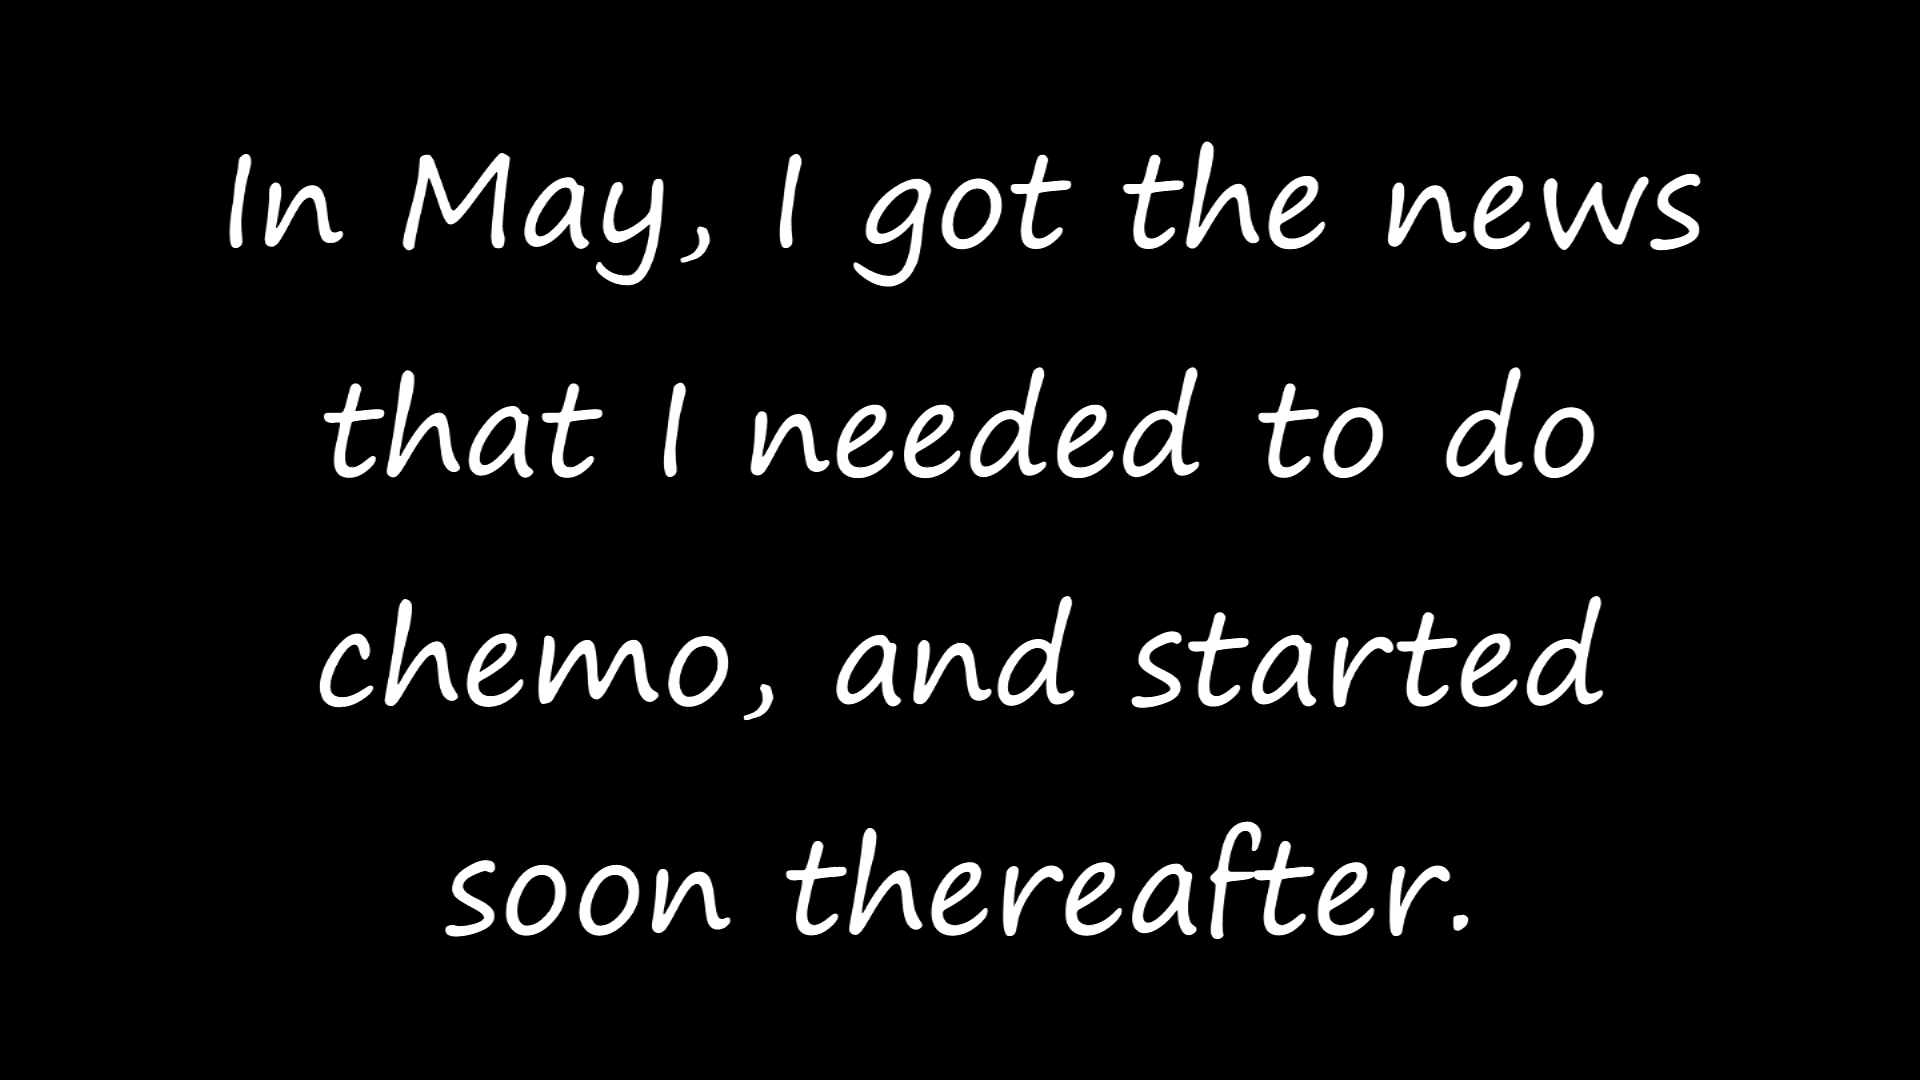 In May, I got the news
that I needed to do
chemo, and started
soon thereafter.